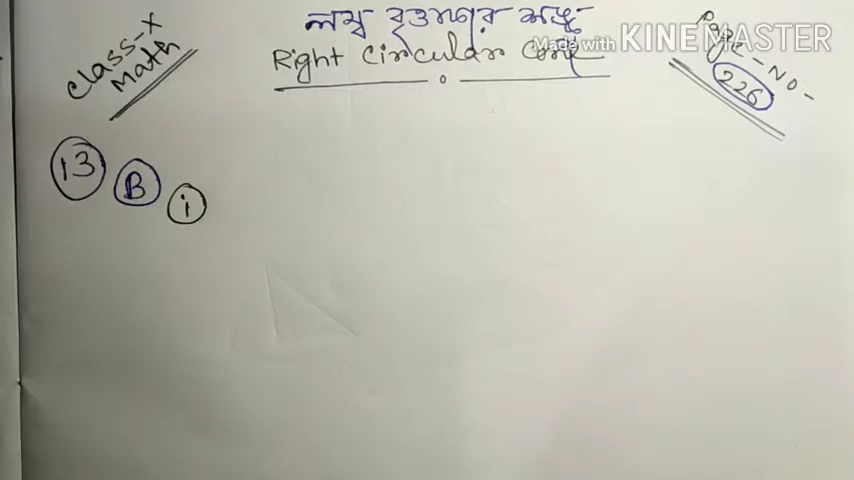 Class-X
Math
লম্ব বৃত্তাকার শঙ্কু
Right Circular Cone
Page-No-
226
Made with KINEMASTER
13 B i